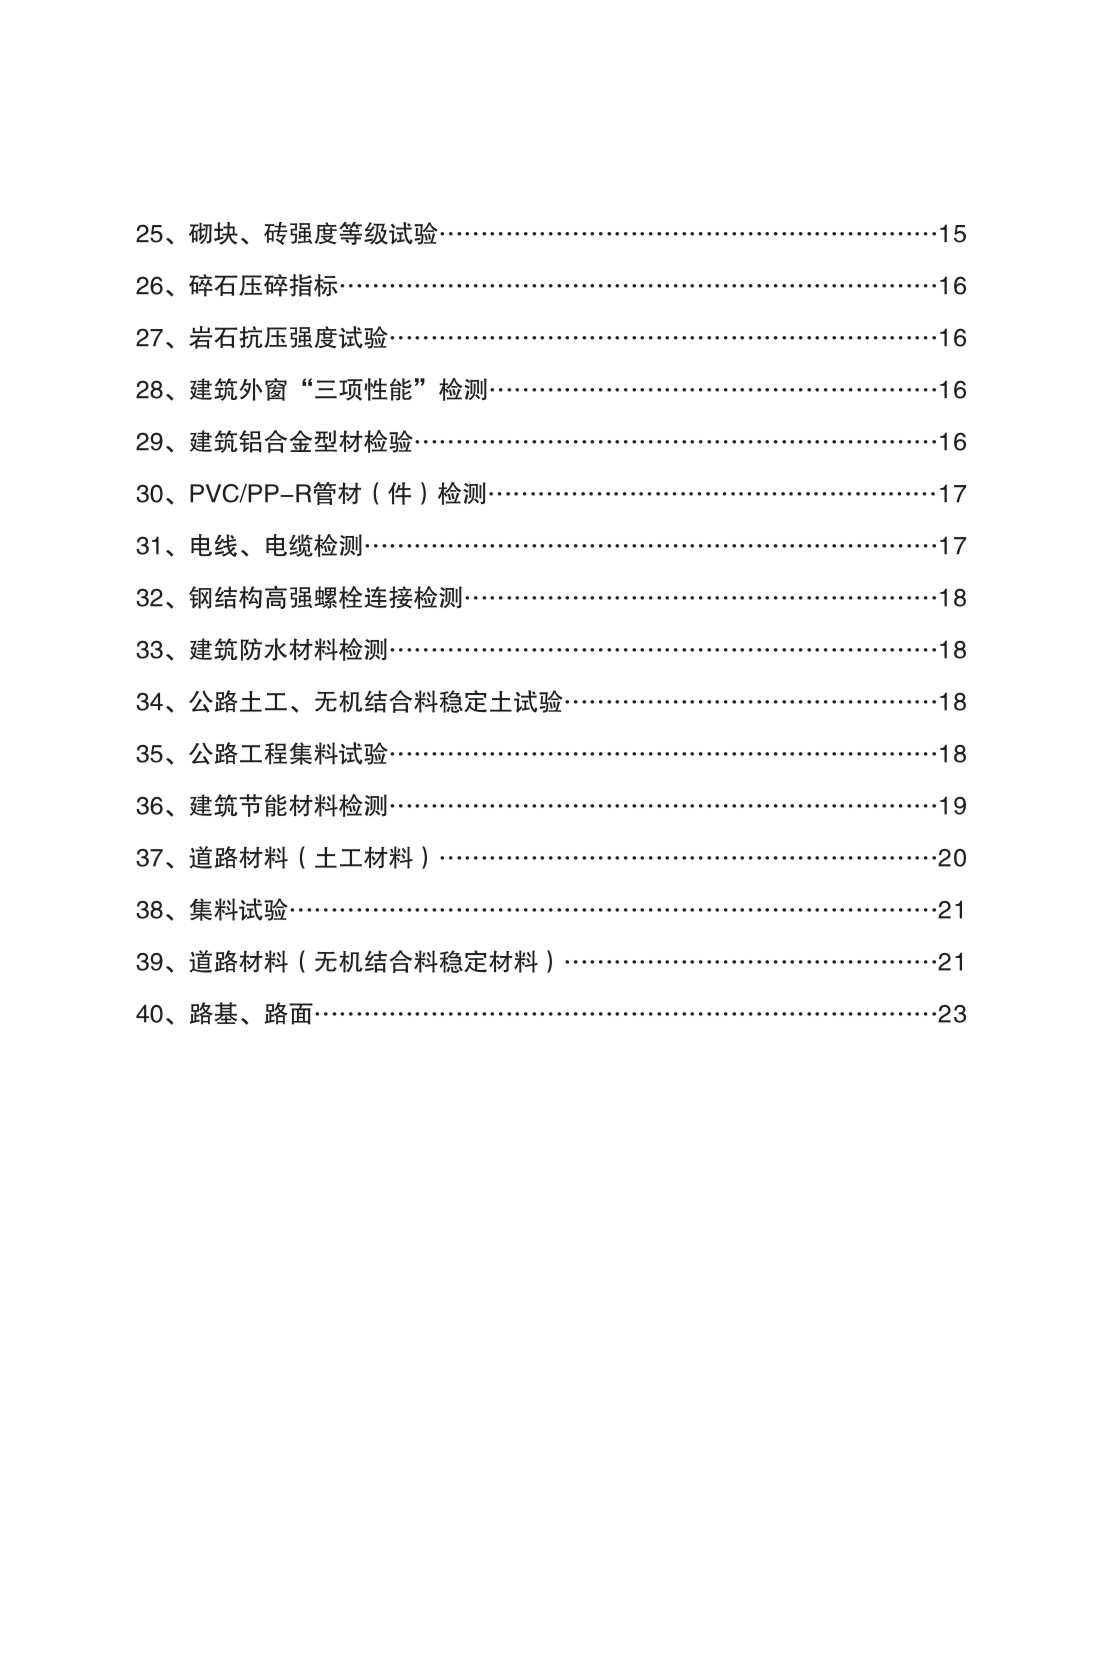 25、砌块、砖强度等级试验………………………………………………………15
26、碎石压碎指标…………………………………………………………………16
27、岩石抗压强度试验……………………………………………………………16
28、建筑外窗“三项性能”检测…………………………………………………16
29、建筑铝合金型材检验…………………………………………………………16
30、PVC/PP–R管材（件）检测…………………………………………………17
31、电线、电缆检测………………………………………………………………17
32、钢结构高强螺栓连接检测……………………………………………………18
33、建筑防水材料检测……………………………………………………………18
34、公路土工、无机结合料稳定土试验…………………………………………18
35、公路工程集料试验……………………………………………………………18
36、建筑节能材料检测……………………………………………………………19
37、道路材料（土工材料）………………………………………………………20
38、集料试验………………………………………………………………………21
39、道路材料（无机结合料稳定材料）…………………………………………21
40、路基、路面……………………………………………………………………23